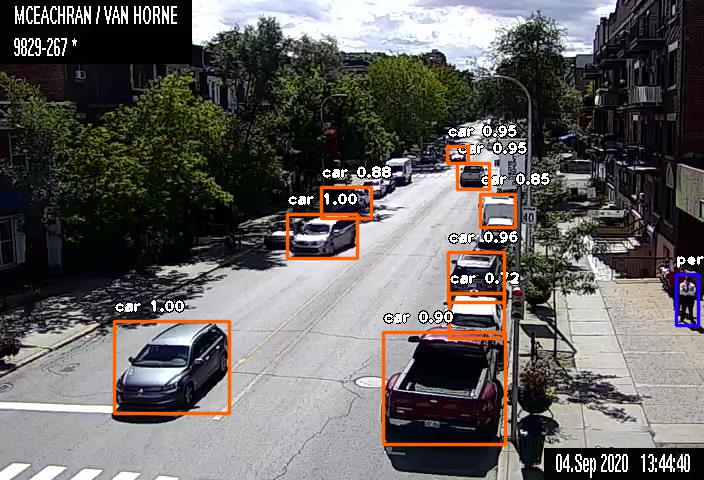 MCEACHRAN / VAN HORNE
9829-267 *
car 0.95
car 0.95
car 0.88
car 0.85
car 1.00
car 0.96
per
car 0.72
car 1.00
car 0.90
40
04.Sep 2020 13:44:40